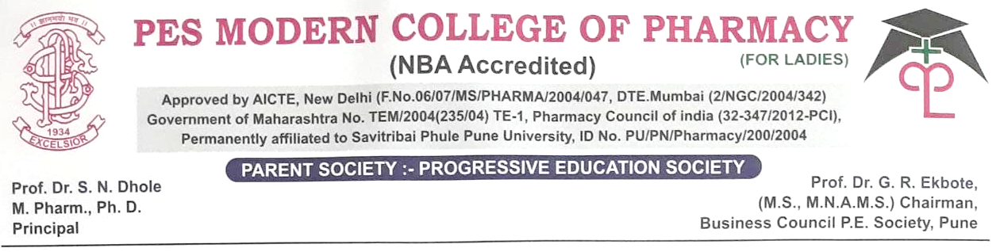 || ज्ञानमयो भव ||
1934
EXCELSIOR
PES MODERN COLLEGE OF PHARMACY
(FOR LADIES)
(NBA Accredited)
Approved by AICTE, New Delhi (F.No.06/07/MS/PHARMA/2004/047, DTE.Mumbai (2/NGC/2004/342)
Government of Maharashtra No. TEM/2004(235/04) TE-1, Pharmacy Council of india (32-347/2012-PCI),
Permanently affiliated to Savitribai Phule Pune University, ID No. PU/PN/Pharmacy/200/2004
PARENT SOCIETY :- PROGRESSIVE EDUCATION SOCIETY
Prof. Dr. S. N. Dhole
M. Pharm., Ph. D.
Principal
Prof. Dr. G. R. Ekbote,
(M.S., M.N.A.M.S.) Chairman,
Business Council P.E. Society, Pune